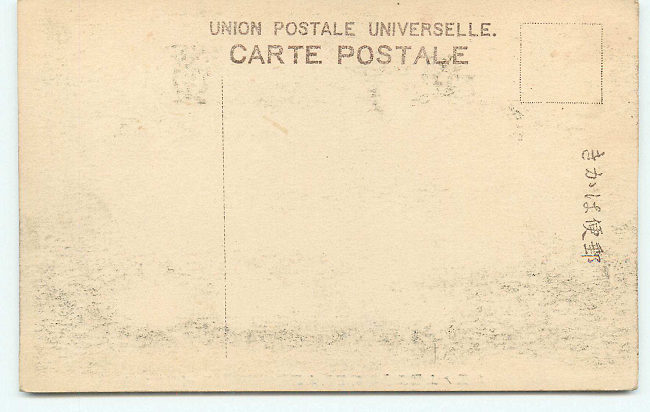 UNION POSTALE UNIVERSELLE.
CARTE POSTALE
郵便はかき